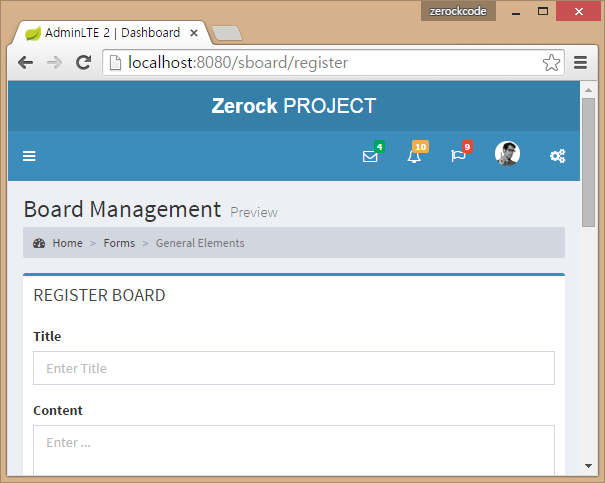 zerockcode
AdminLTE 2 | Dashboard
localhost:8080/sboard/register
Zerock PROJECT
4 10 9
Board Management Preview
Home > Forms > General Elements
REGISTER BOARD
Title
Enter Title
Content
Enter ...